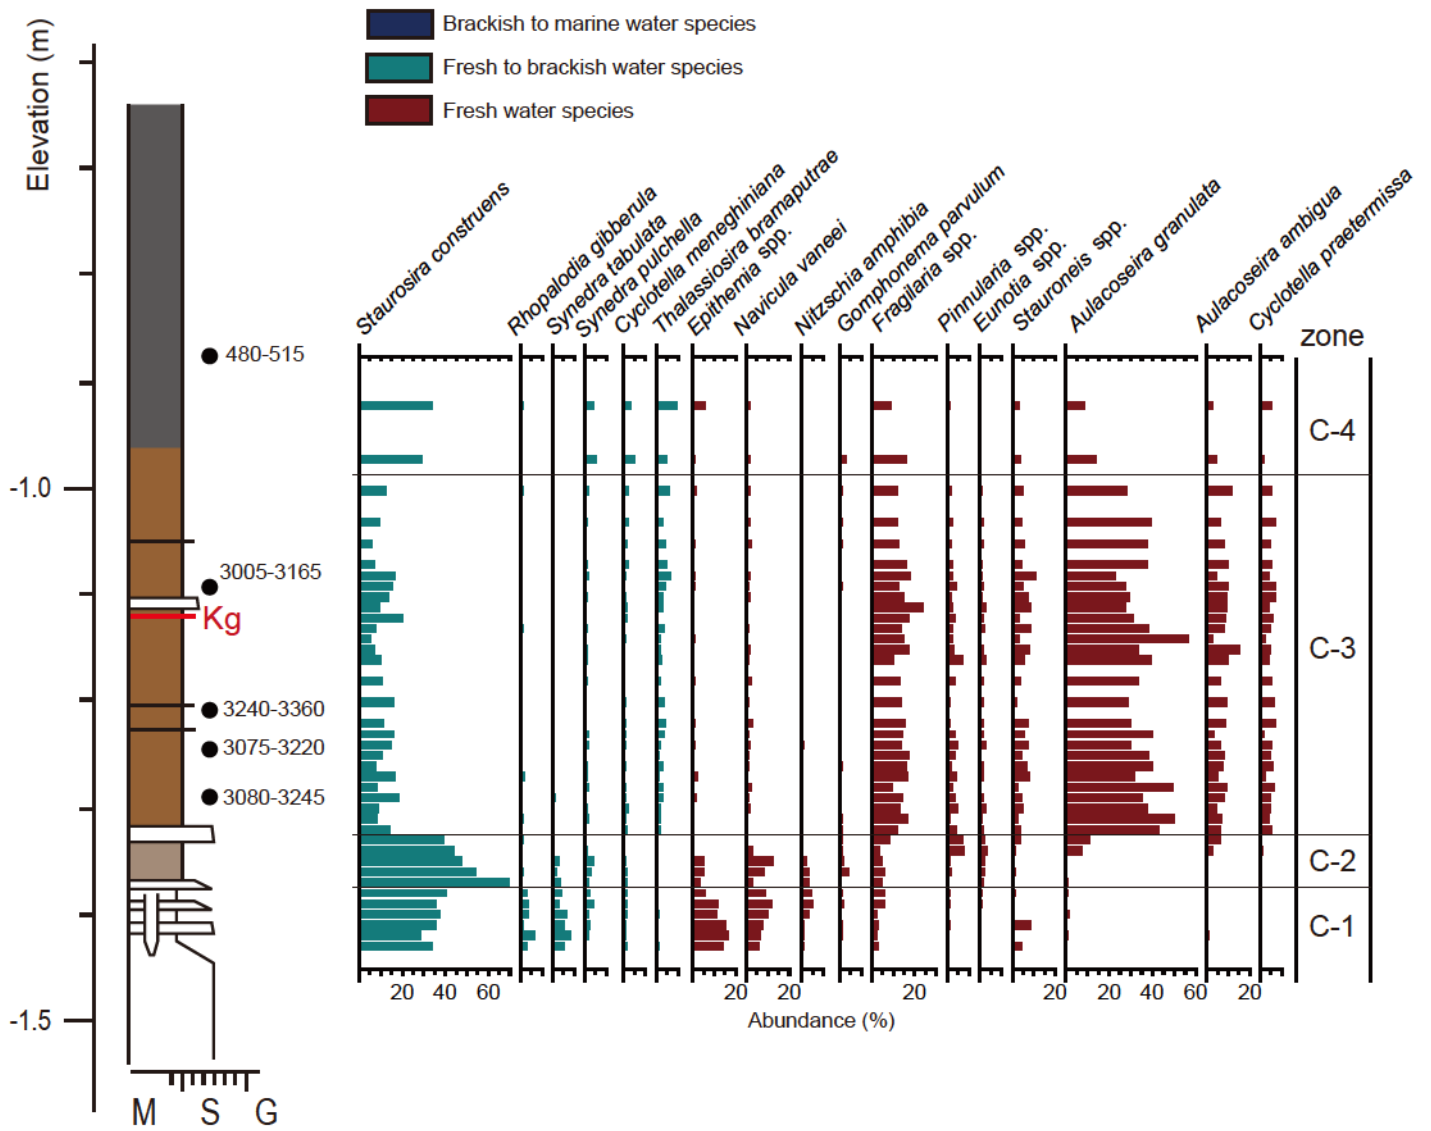 Elevation (m)
Brackish to marine water species
Fresh to brackish water species
Fresh water species
Staurosira construens
Rhopalodia gibberula
Synedra tabulata
Synedra pulchella
Cyclotella meneghiniana
Thalassiosira bramaputrae
Epithemia spp.
Navicula vaneei
Nitzschia amphibia
Gomphonema parvulum
Fragilaria spp.
Pinnularia spp.
Eunotia spp.
Stauroneis spp.
Aulacoseira granulata
Aulacoseira ambigua
Cyclotella praetermissa
zone
480-515
C-4
-1.0
3005-3165
Kg
C-3
3240-3360
3075-3220
3080-3245
C-2
C-1
20 40 60 20 20 20 20 20 40 60 20
Abundance (%)
-1.5
M S G